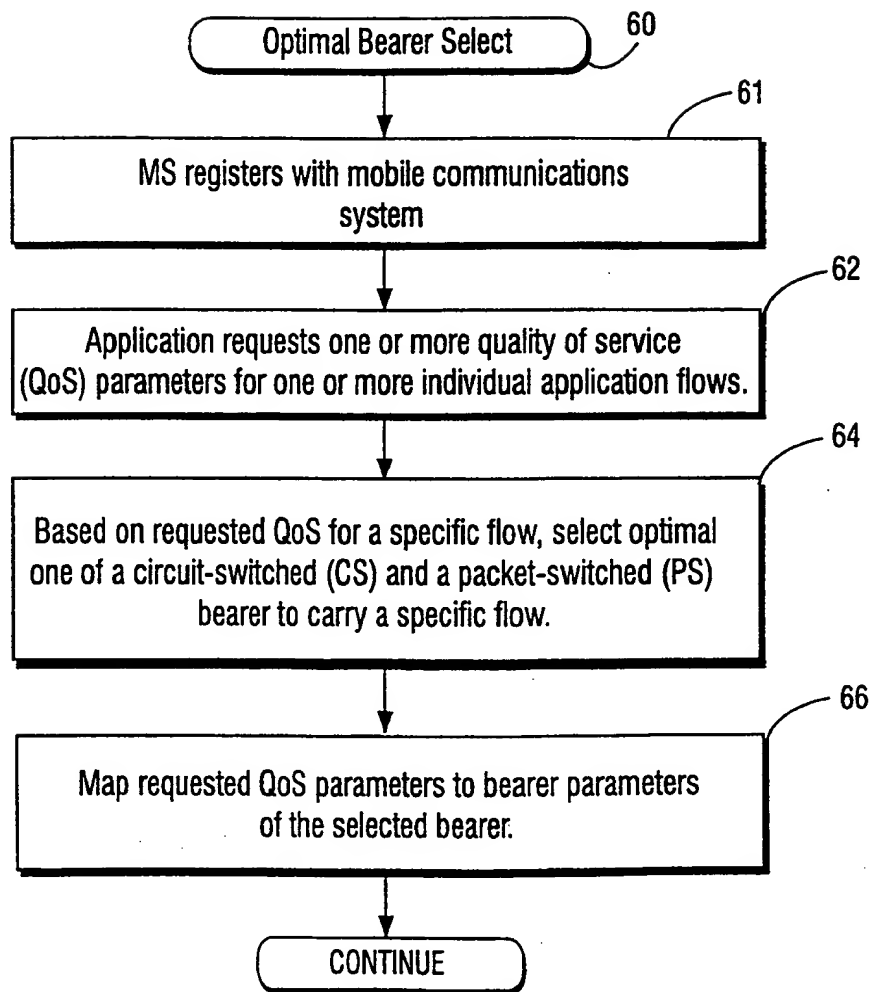 Optimal Bearer Select
60
61
MS registers with mobile communications
system
62
Application requests one or more quality of service
(QoS) parameters for one or more individual application flows.
64
Based on requested QoS for a specific flow, select optimal
one of a circuit-switched (CS) and a packet-switched (PS)
bearer to carry a specific flow.
66
Map requested QoS parameters to bearer parameters
of the selected bearer.
CONTINUE